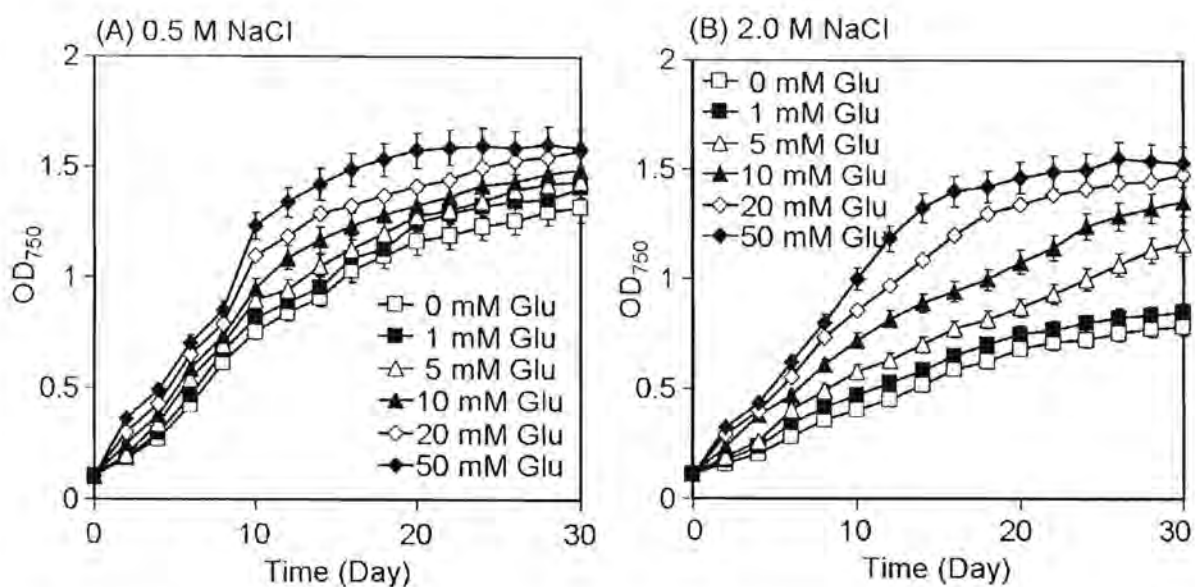 (A) 0.5 M NaCl
2
1.5
1
0.5
0
OD750
0 mM Glu
1 mM Glu
5 mM Glu
10 mM Glu
20 mM Glu
50 mM Glu
0 10 20 30
Time (Day)
(B) 2.0 M NaCl
2
1.5
1
0.5
0
0 mM Glu
1 mM Glu
5 mM Glu
10 mM Glu
20 mM Glu
50 mM Glu
0 10 20 30
Time (Day)